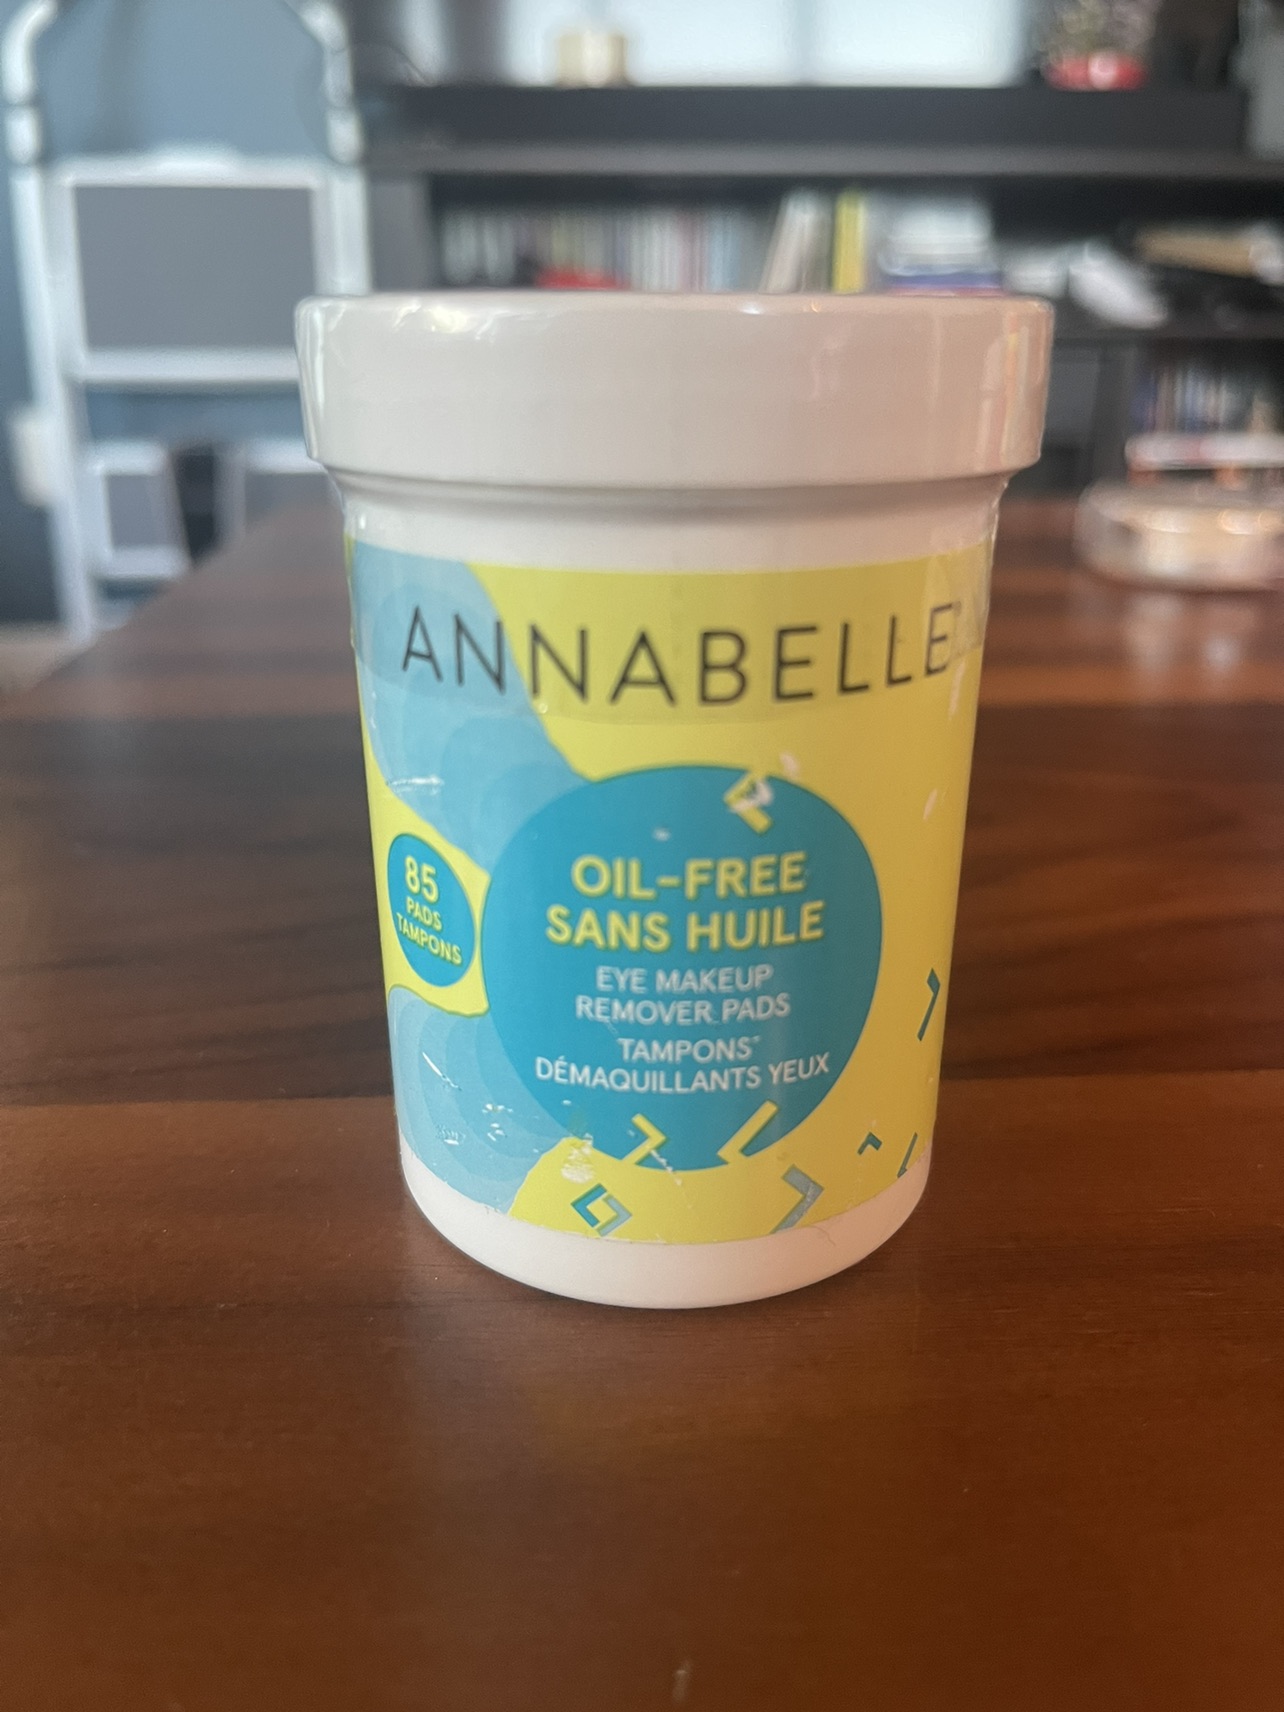 ANNABELLE
85
PADS
TAMPONS
OIL-FREE
SANS HUILE
EYE MAKEUP
REMOVER PADS
TAMPONS
DÉMAQUILLANTS YEUX